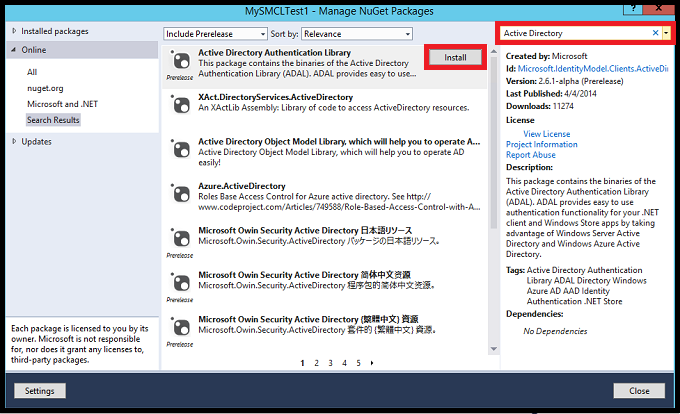 MySMCLTest1 - Manage NuGet Packages
?
Installed packages
Online
All
nuget.org
Microsoft and .NET
Search Results
Updates
Each package is licensed to you by its
owner. Microsoft is not responsible
for, nor does it grant any licenses to,
third-party packages.
Include Prerelease
Sort by: Relevance
Active Directory Authentication Library
This package contains the binaries of the Active
Directory Authentication Library (ADAL). ADAL provides easy to use...
Prerelease
Install
XAct.DirectoryServices.ActiveDirectory
An XActLib Assembly: Library of code to access ActiveDirectory resources.
Active Directory Object Model Library, which will help you to operate A...
Active Directory Object Model Library, which will help you to operate AD
easily!
Azure.ActiveDirectory
Roles Base Access Control for Azure active directory. See http://
www.codeproject.com/Articles/749588/Role-Based-Access-Control-with-A...
Microsoft Owin Security Active Directory 日本語リソース
Microsoft.Owin.Security.ActiveDirectory パッケージの日本語リソース。
Prerelease
Microsoft Owin Security Active Directory 简体中文资源
Microsoft.Owin.Security.ActiveDirectory 程序包的简体中文资源。
Prerelease
Microsoft Owin Security ActiveDirectory (繁體中文) 資源
Microsoft.Owin.Security.ActiveDirectory 套件的 (繁體中文) 資源。
Prerelease
1 2 3 4 5
Active Directory
Created by: Microsoft
Id: Microsoft.IdentityModel.Clients.ActiveDi
Version: 2.6.1-alpha (Prerelease)
Last Published: 4/4/2014
Downloads: 11274
License
View License
Project Information
Report Abuse
Description:
This package contains the binaries of the
Active Directory Authentication Library
(ADAL). ADAL provides easy to use
authentication functionality for your .NET
client and Windows Store apps by taking
advantage of Windows Server Active
Directory and Windows Azure Active
Directory.
Tags: Active Directory Authentication
Library ADAL Directory Windows
Azure AD AAD Identity
Authentication .NET Store
Dependencies:
No Dependencies
Settings
Close